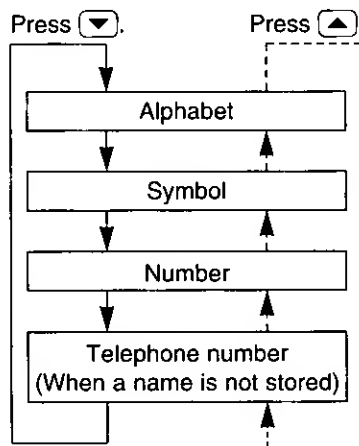 Press ▼.
Press ▲
Alphabet
Symbol
Number
Telephone number
(When a name is not stored)